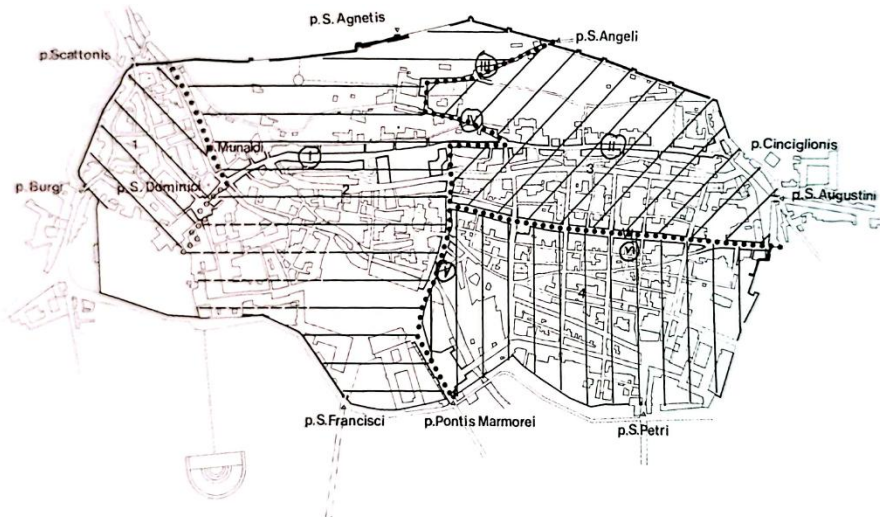 p. S. Agnetis
p. S. Angeli
p. Scattonis
III
IV
1
p. Munaldi
I
II
p. Cinciglionis
p. Burgi
p. S. Dominici
2
3
p. S. Augustini
V
VI
4
p. S. Francisci
p. Pontis Marmorei
p. S. Petri